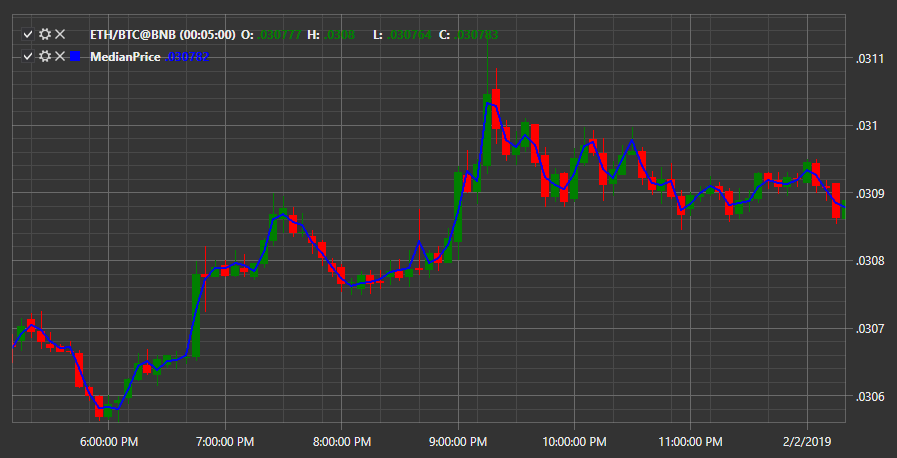 ETH/BTC@BNB (00:05:00) O: .030777 H: .0308 L: .030764 C: .030783
MedianPrice .030782
.0311
.031
.0309
.0308
.0307
.0306
6:00:00 PM 7:00:00 PM 8:00:00 PM 9:00:00 PM 10:00:00 PM 11:00:00 PM 2/2/2019